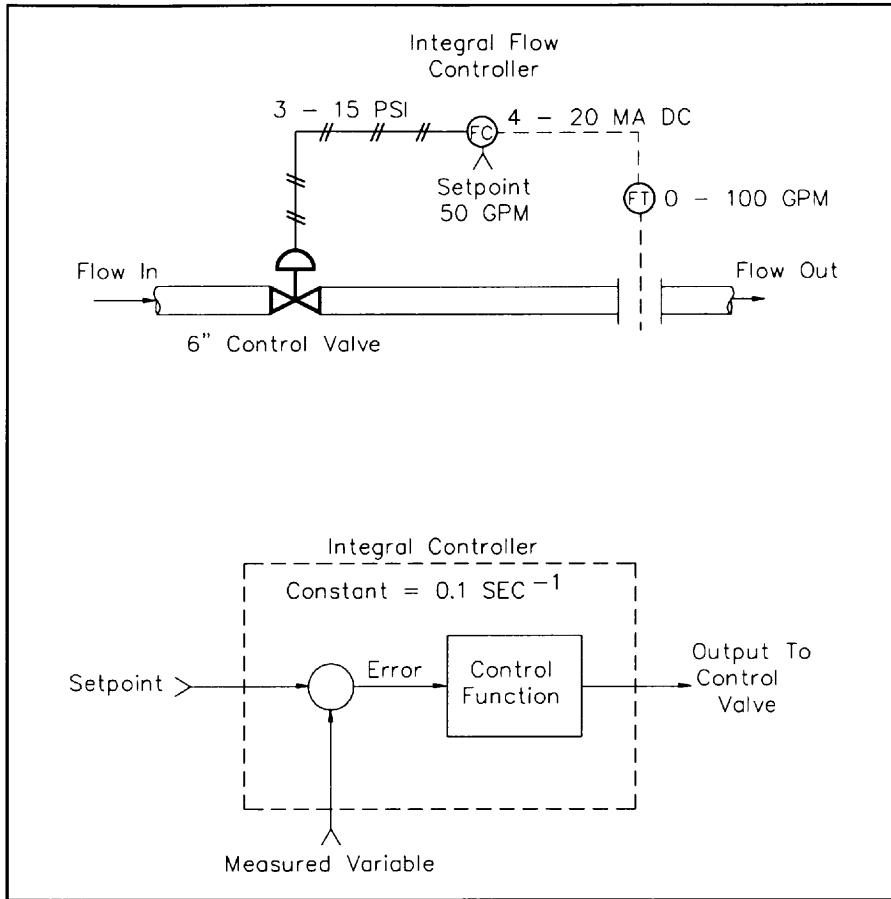 Integral Flow
Controller
3 - 15 PSI
FC
4 - 20 MA DC
Setpoint
50 GPM
FT
0 - 100 GPM
Flow In
Flow Out
6" Control Valve
Integral Controller
Constant = 0.1 SEC⁻¹
Setpoint
Error
Control
Function
Output To
Control
Valve
Measured Variable